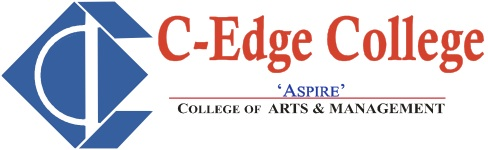 C-Edge College
‘ASPIRE’
COLLEGE OF ARTS & MANAGEMENT